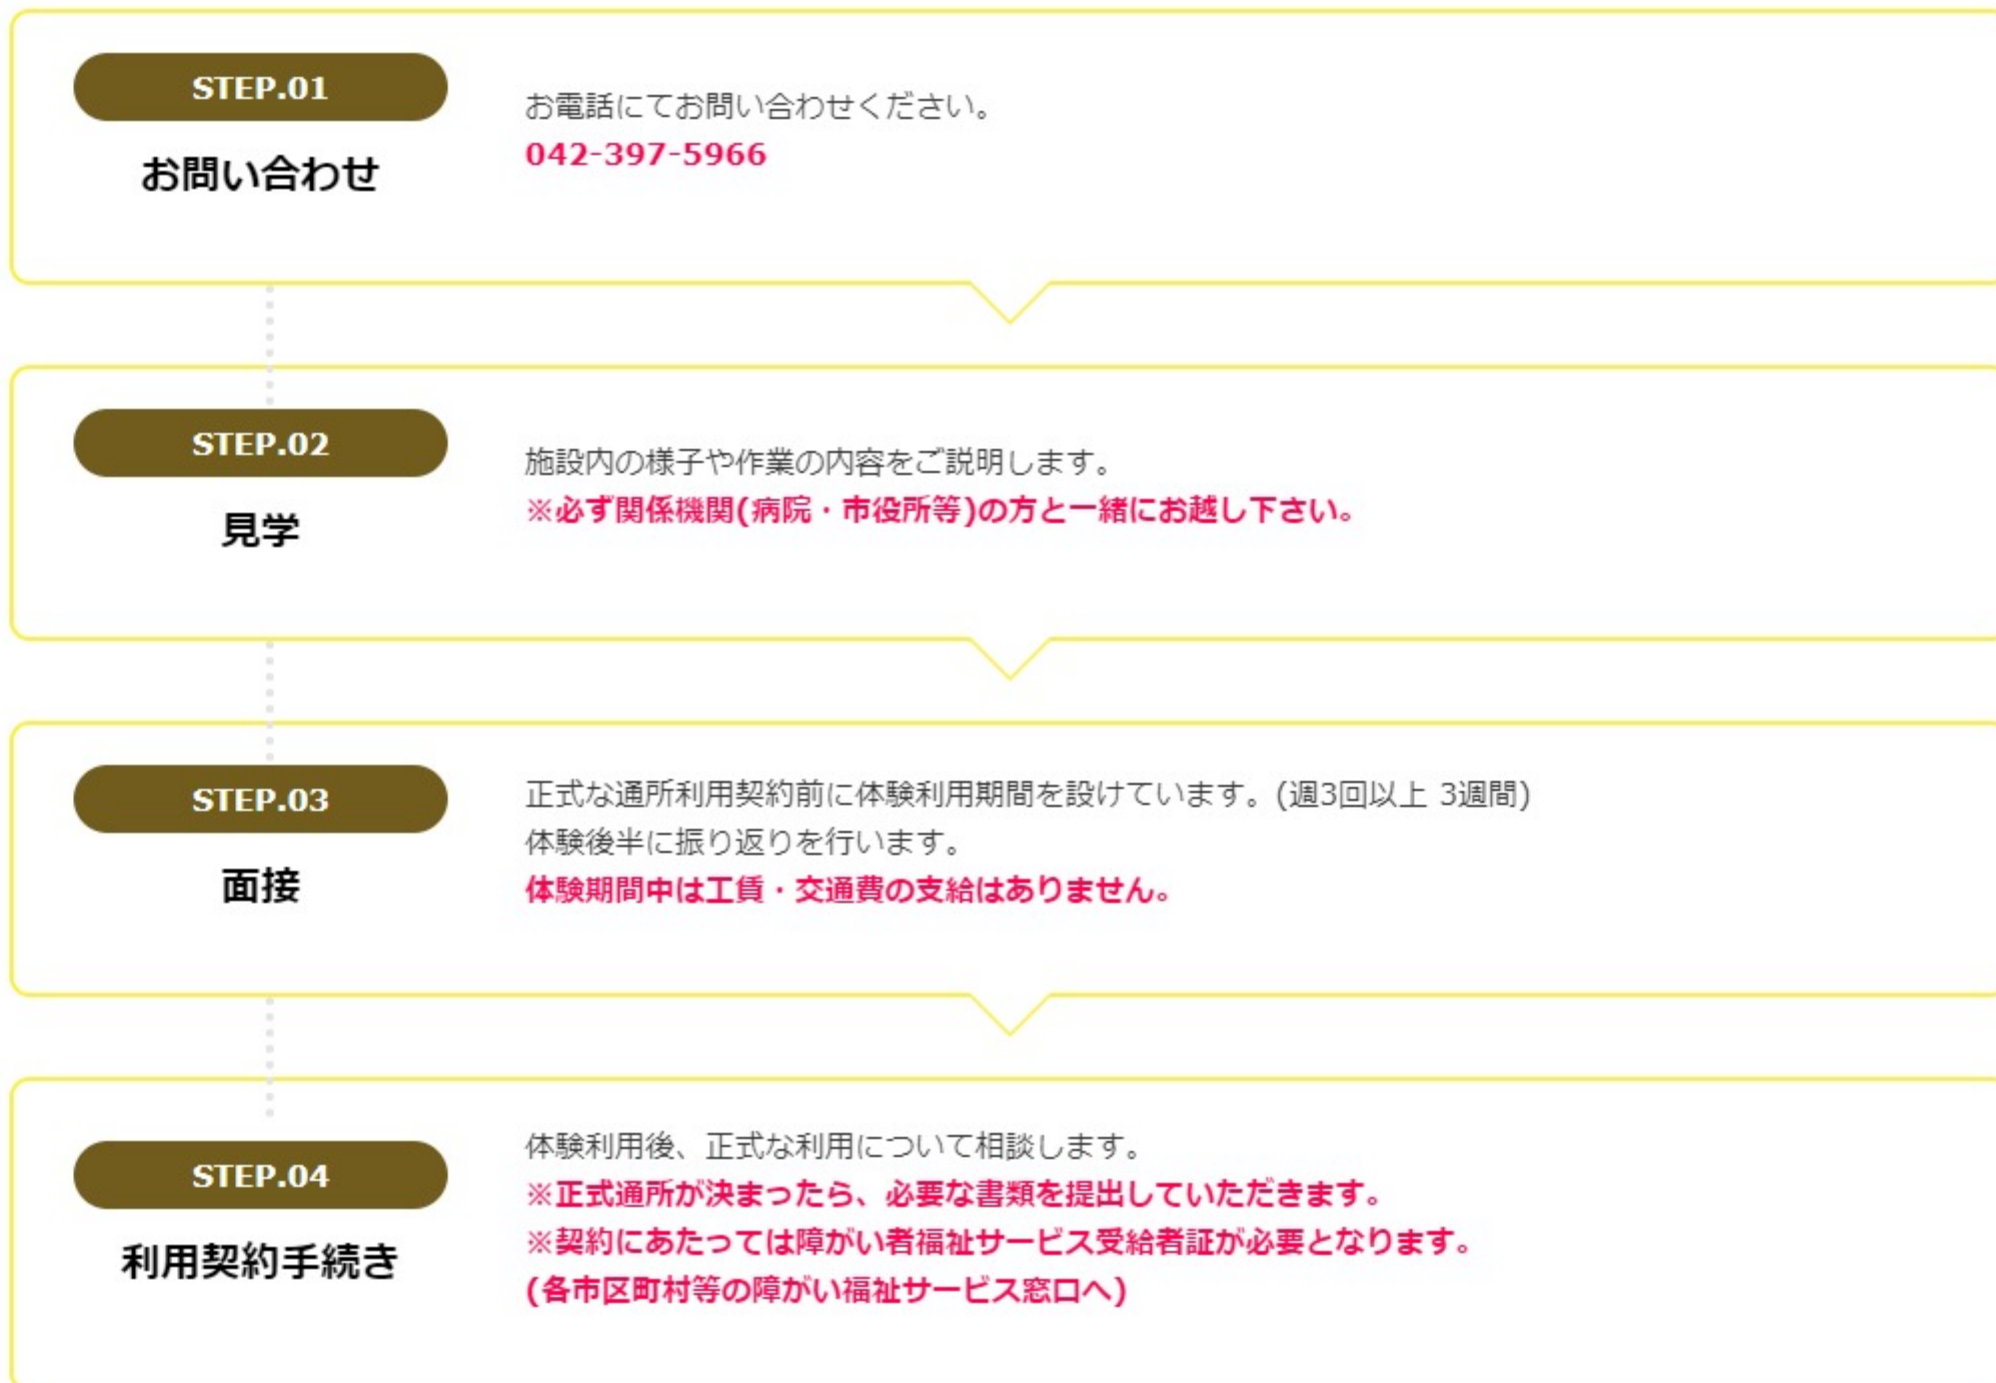 STEP.01
お問い合わせ
お電話にてお問い合わせください。
042-397-5966
STEP.02
見学
施設内の様子や作業の内容をご説明します。
※必ず関係機関(病院・市役所等)の方と一緒にお越し下さい。
STEP.03
面接
正式な通所利用契約前に体験利用期間を設けています。(週3回以上 3週間)
体験後半に振り返りを行います。
体験期間中は工賃・交通費の支給はありません。
STEP.04
利用契約手続き
体験利用後、正式な利用について相談します。
※正式通所が決まったら、必要な書類を提出していただきます。
※契約にあたっては障がい者福祉サービス受給者証が必要となります。
(各市区町村等の障がい福祉サービス窓口へ)